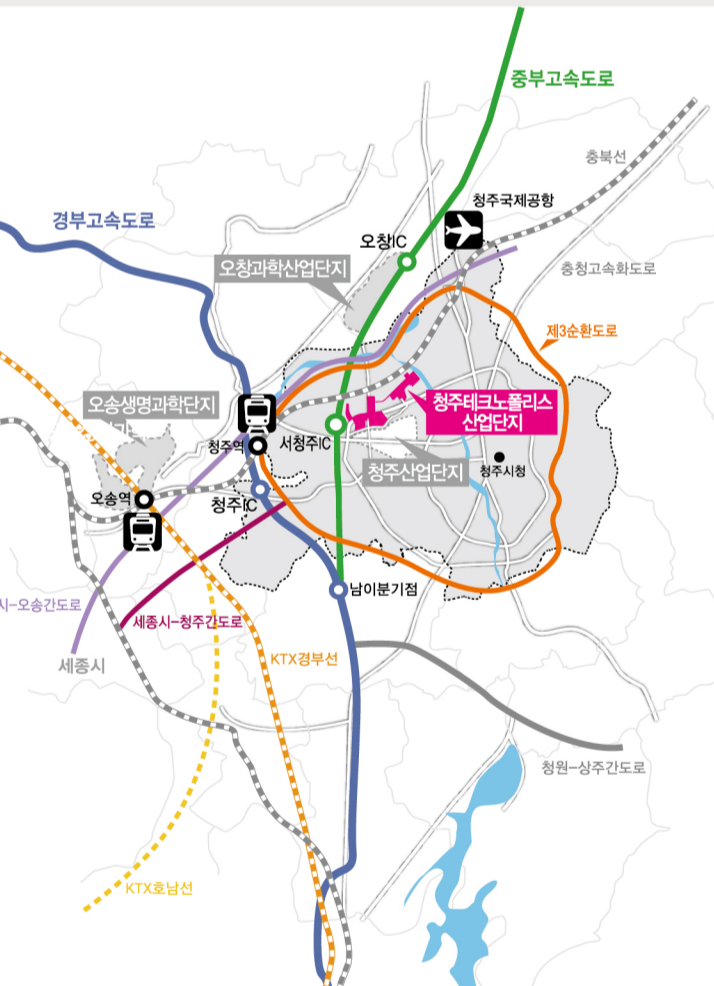 중부고속도로
충북선
청주국제공항
경부고속도로
오창IC
오창과학산업단지
충청고속화도로
제3순환도로
오송생명과학단지
청주테크노폴리스
산업단지
청주역
서청주IC
청주산업단지
청주시청
오송역
청주IC
남이분기점
시-오송간도로
세종시-청주간도로
세종시
KTX경부선
청원-상주간도로
KTX호남선